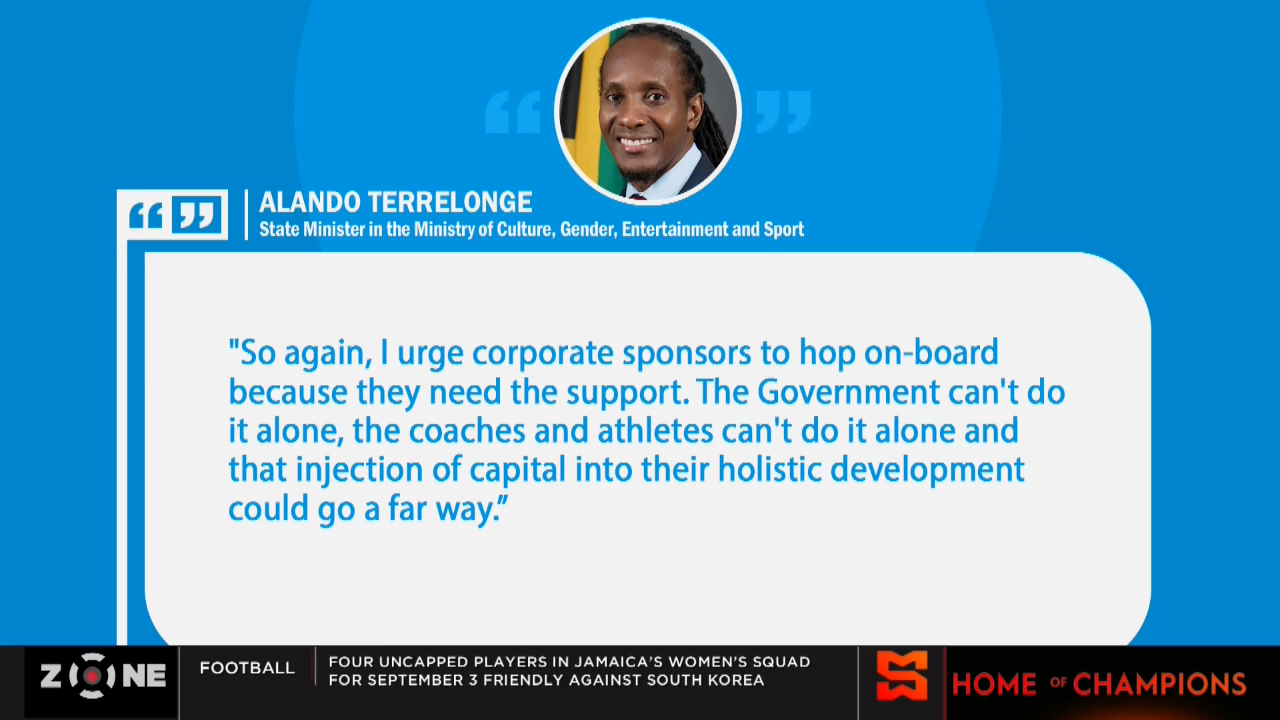 ALANDO TERRELONGE
State Minister in the Ministry of Culture, Gender, Entertainment and Sport
"So again, I urge corporate sponsors to hop on-board
because they need the support. The Government can't do
it alone, the coaches and athletes can't do it alone and
that injection of capital into their holistic development
could go a far way.”
ZONE
FOOTBALL
FOUR UNCAPPED PLAYERS IN JAMAICA'S WOMEN'S SQUAD
FOR SEPTEMBER 3 FRIENDLY AGAINST SOUTH KOREA
HOME OF CHAMPIONS